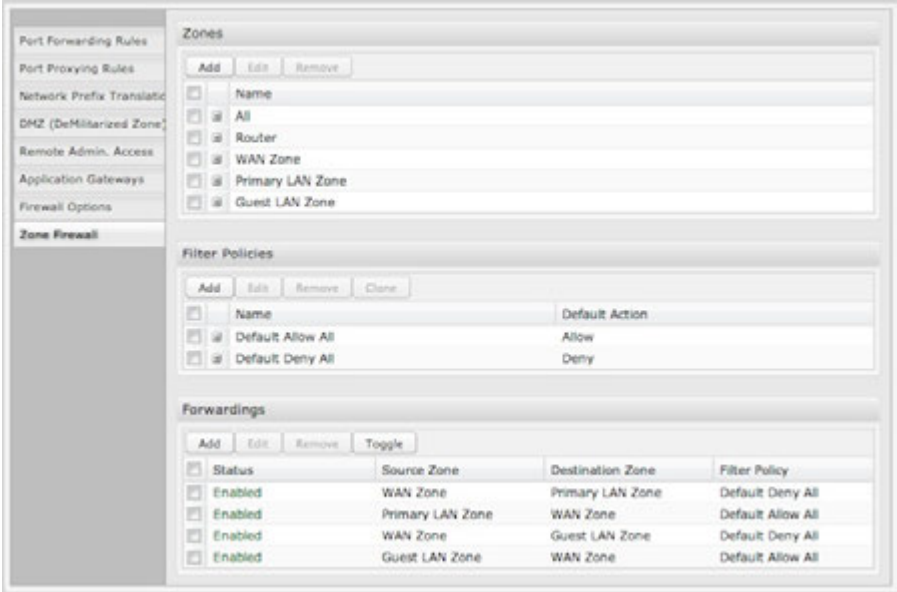 Port Forwarding Rules
Port Proxying Rules
Network Prefix Translatic
DMZ (DeMilitarized Zone)
Remote Admin. Access
Application Gateways
Firewall Options
Zone Firewall
Zones
Add Edit Remove
Name
All
Router
WAN Zone
Primary LAN Zone
Guest LAN Zone
Filter Policies
Add Edit Remove Clone
Name Default Action
Default Allow All Allow
Default Deny All Deny
Forwardings
Add Edit Remove Toggle
Status Source Zone Destination Zone Filter Policy
Enabled WAN Zone Primary LAN Zone Default Deny All
Enabled Primary LAN Zone WAN Zone Default Allow All
Enabled WAN Zone Guest LAN Zone Default Deny All
Enabled Guest LAN Zone WAN Zone Default Allow All